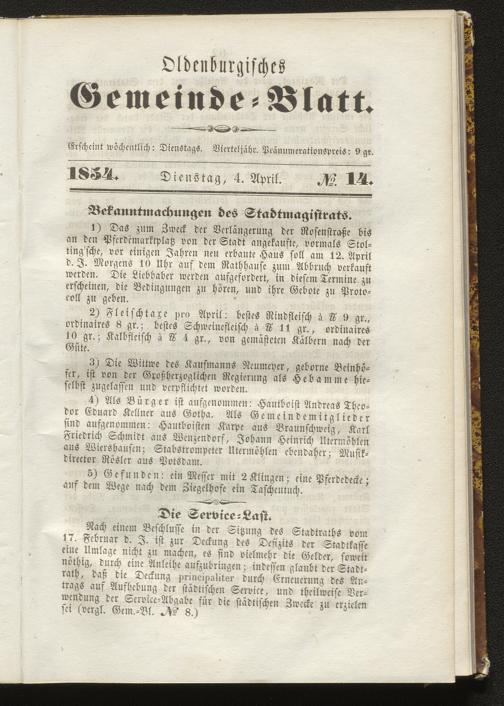 Oldenburgisches
Gemeinde-Blatt.
Erscheint wöchentlich: Dienstags. Vierteljähr. Pränumerationspreis: 9 gr.
1854. Dienstag, 4. April. № 14.
Bekanntmachungen des Stadtmagistrats.
1) Das zum Zweck der Verlängerung der Rosenstraße bis
an den Pferdemarktplatz von der Stadt angekaufte, vormals Stol-
ting'sche, vor einigen Jahren neu erbaute Haus soll am 12. April
d. J. Morgens 10 Uhr auf dem Rathhause zum Abbruch verkauft
werden. Die Liebhaber werden aufgefordert, in diesem Termine zu
erscheinen, die Bedingungen zu hören, und ihre Gebote zu Proto-
coll zu geben.
2) Fleischtaxe pro April: bestes Rindfleisch à ℔ 9 gr.,
ordinaires 8 gr.; bestes Schweinefleisch à ℔ 11 gr., ordinaires
10 gr.; Kalbfleisch à ℔ 4 gr., von gemästeten Kälbern nach der
Güte.
3) Die Wittwe des Kaufmanns Neumeyer, geborne Beinhö-
fer, ist von der Großherzoglichen Regierung als Hebamme hie-
selbst zugelassen und verpflichtet worden.
4) Als Bürger ist aufgenommen: Hautboist Andreas Theo-
dor Eduard Kellner aus Gotha. Als Gemeindemitglieder
sind aufgenommen: Hautboisten Karpe aus Braunschweig, Karl
Friedrich Schmidt aus Wenzendorf, Johann Heinrich Utermöhlen
aus Wiershausen; Stabstrompeter Utermöhlen ebendaher; Musik-
director Rösler aus Potsdam.
5) Gefunden: ein Messer mit 2 Klingen; eine Pferdedecke;
auf dem Wege nach dem Ziegelhofe ein Taschentuch.
Die Service-Last.
Nach einem Beschlusse in der Sitzung des Stadtraths vom
17. Februar d. J. ist zur Deckung des Defizits der Stadtkasse
eine Umlage nicht zu machen, es sind vielmehr die Gelder, soweit
nöthig, durch eine Anleihe aufzubringen; indessen glaubt der Stadt-
rath, daß die Deckung principaliter durch Erneuerung des An-
trags auf Aufhebung der städtischen Service, und theilweise Ver-
wendung der Service-Abgabe für die städtischen Zwecke zu erzielen
sei (vergl. Gem.-Bl. № 8.)